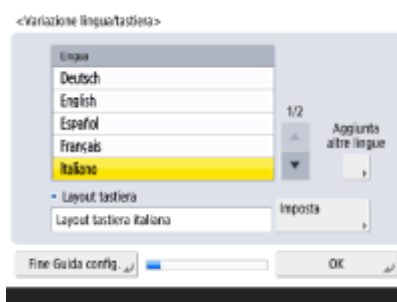 <Variazione lingua/tastiera>
Lingua
Deutsch
English
Español
Français
Italiano
1/2
Aggiunta
altre lingue
Layout tastiera
Layout tastiera italiana
Imposta
Fine Guida config.
OK